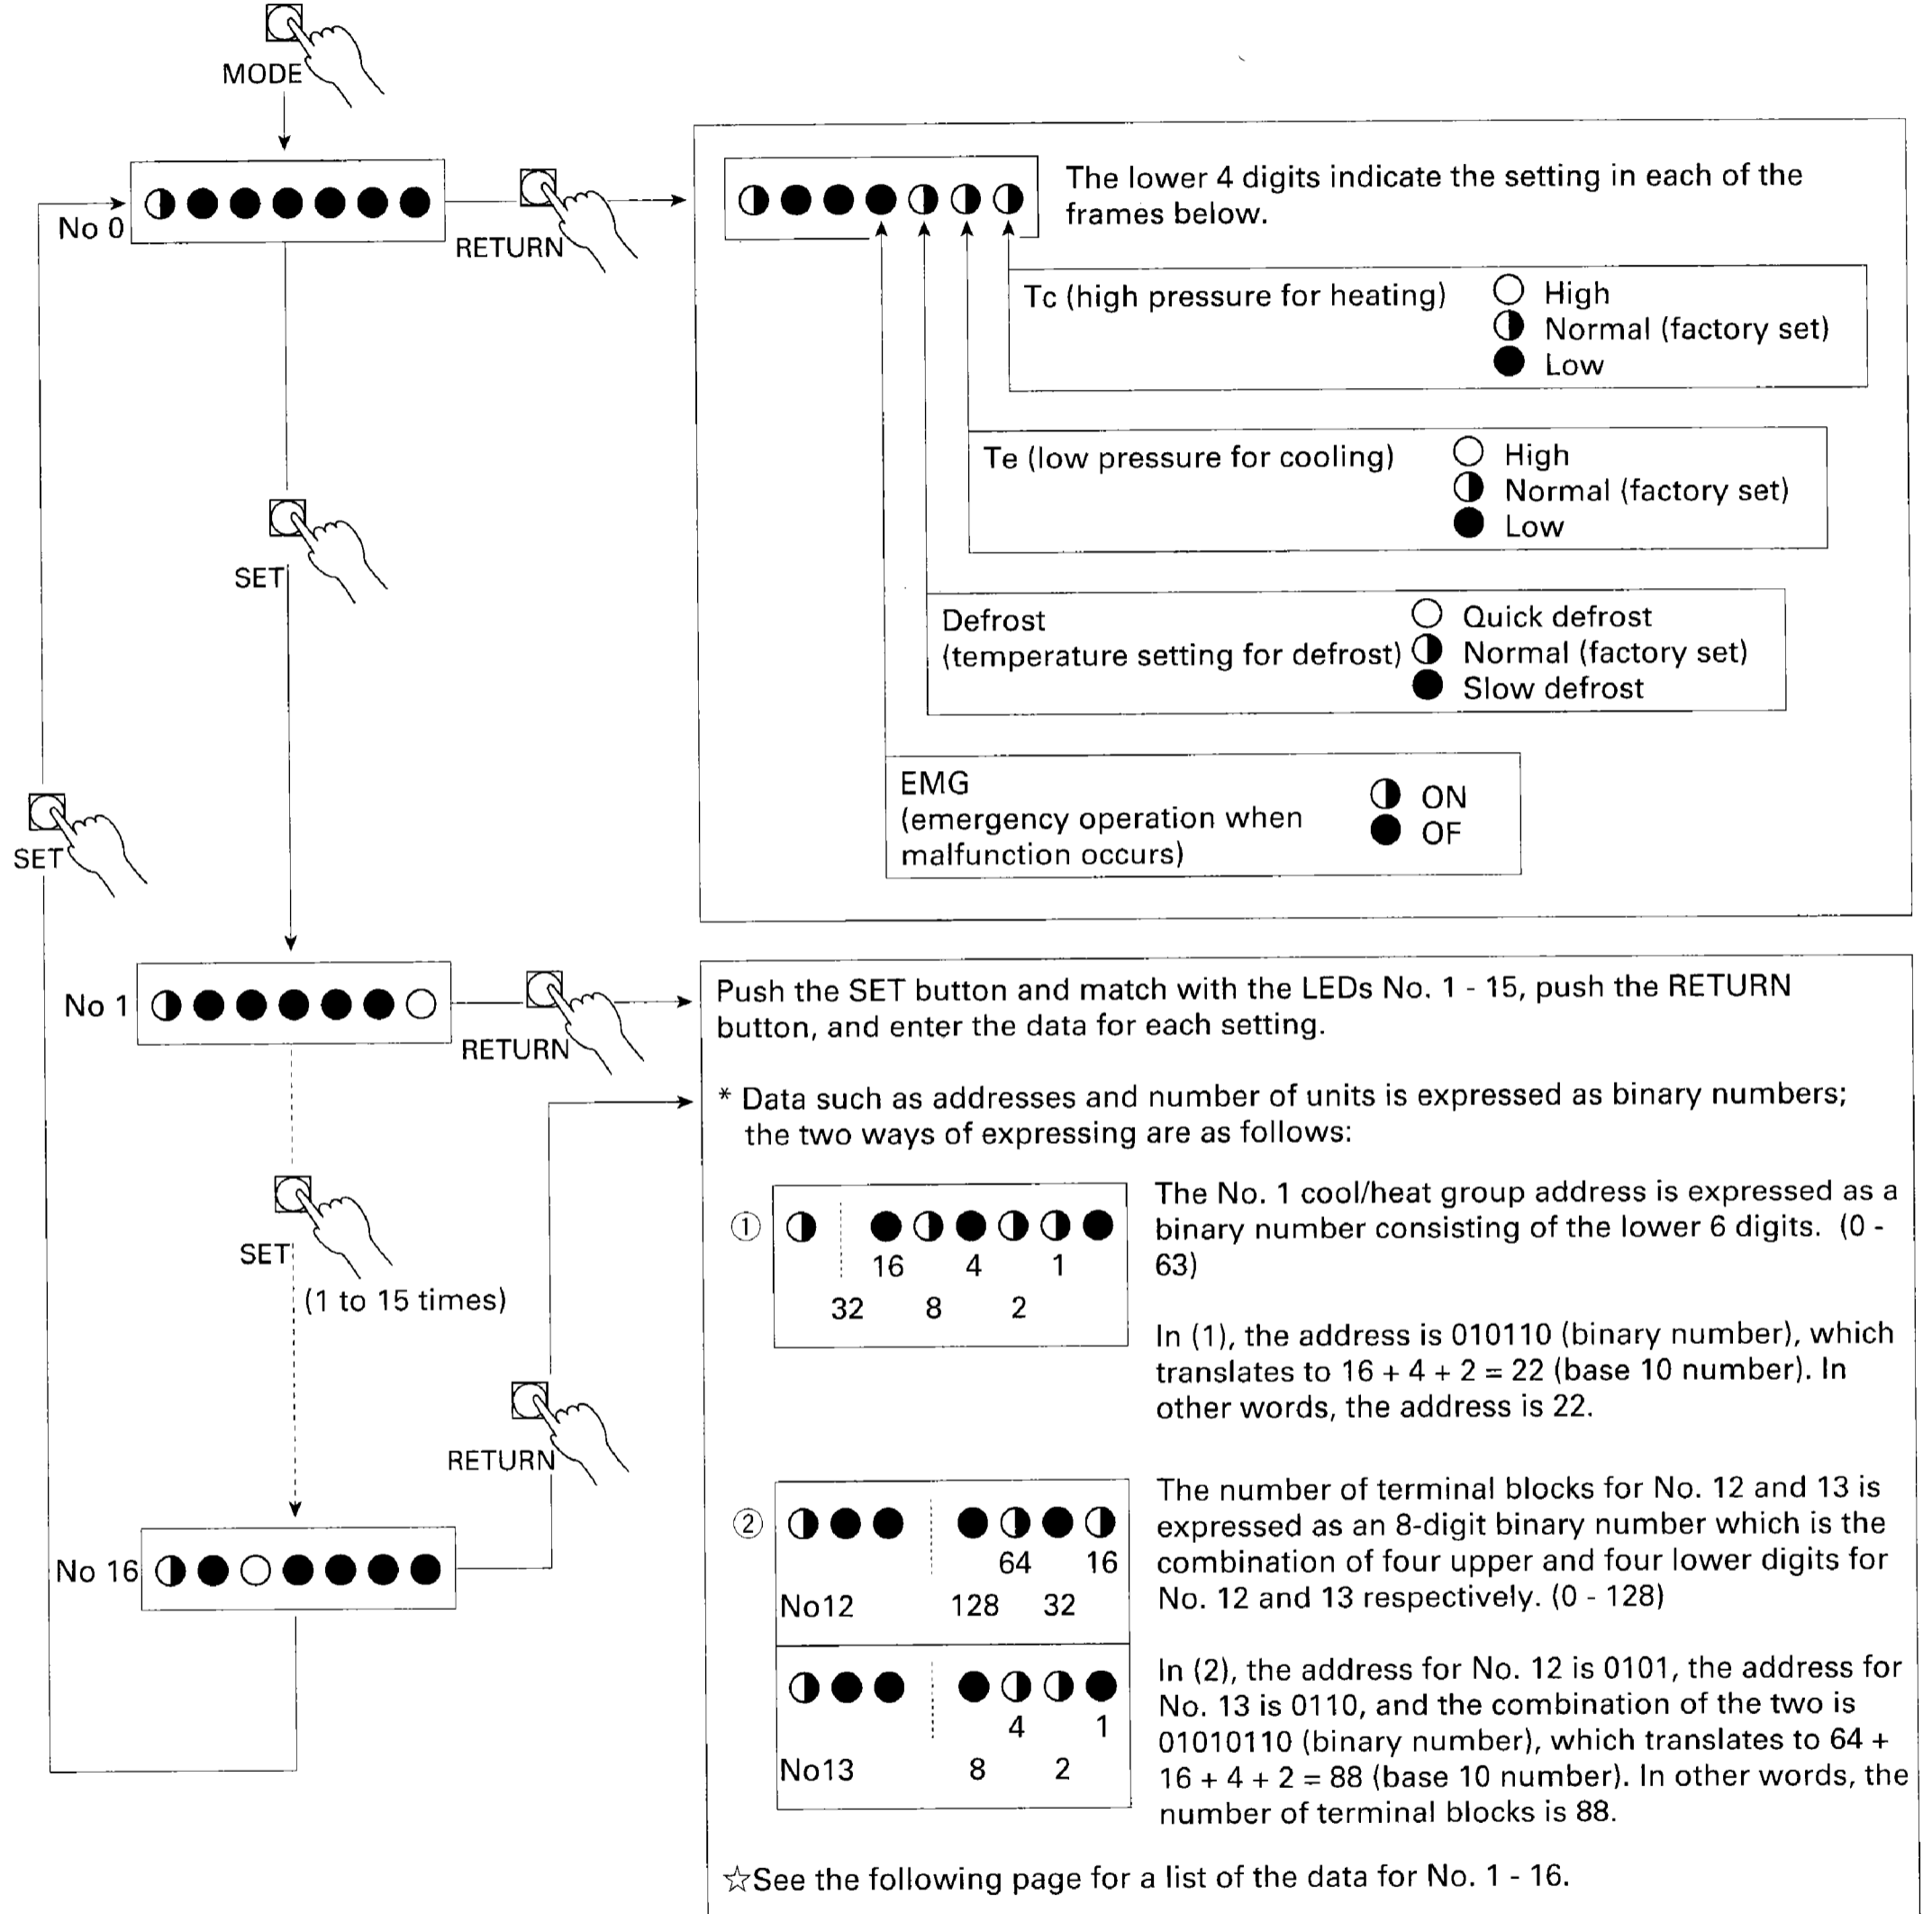 MODE
No 0
RETURN
The lower 4 digits indicate the setting in each of the
frames below.
Tc (high pressure for heating)
High
Normal (factory set)
Low
Te (low pressure for cooling)
High
Normal (factory set)
Low
SET
Defrost
(temperature setting for defrost)
Quick defrost
Normal (factory set)
Slow defrost
EMG
(emergency operation when
malfunction occurs)
ON
OF
SET
No 1
RETURN
Push the SET button and match with the LEDs No. 1 - 15, push the RETURN
button, and enter the data for each setting.
* Data such as addresses and number of units is expressed as binary numbers;
the two ways of expressing are as follows:
SET
(1 to 15 times)
①
16 4 1
32 8 2
The No. 1 cool/heat group address is expressed as a
binary number consisting of the lower 6 digits. (0 -
63)
In (1), the address is 010110 (binary number), which
translates to 16 + 4 + 2 = 22 (base 10 number). In
other words, the address is 22.
RETURN
No 16
②
64 16
No12 128 32
The number of terminal blocks for No. 12 and 13 is
expressed as an 8-digit binary number which is the
combination of four upper and four lower digits for
No. 12 and 13 respectively. (0 - 128)
4 1
No13 8 2
In (2), the address for No. 12 is 0101, the address for
No. 13 is 0110, and the combination of the two is
01010110 (binary number), which translates to 64 +
16 + 4 + 2 = 88 (base 10 number). In other words, the
number of terminal blocks is 88.
☆See the following page for a list of the data for No. 1 - 16.